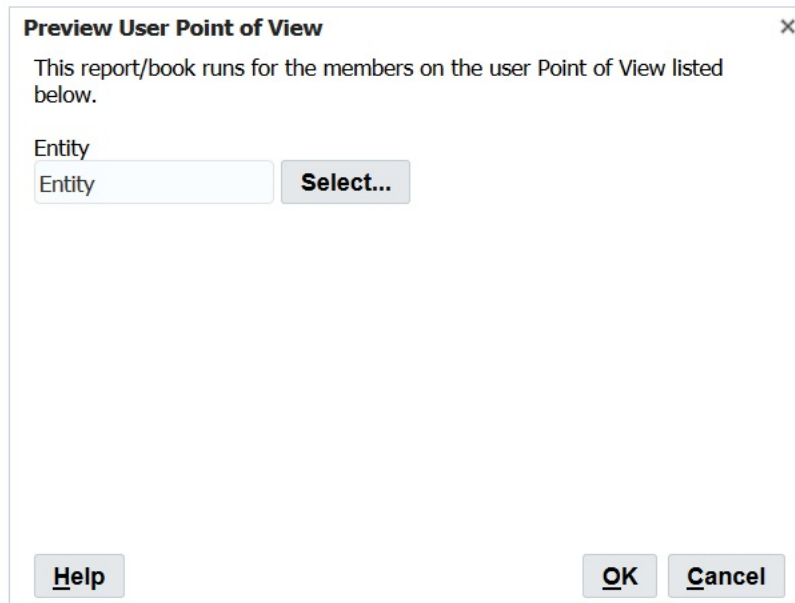 Preview User Point of View
×
This report/book runs for the members on the user Point of View listed
below.
Entity
Entity
Select...
Help
OK
Cancel